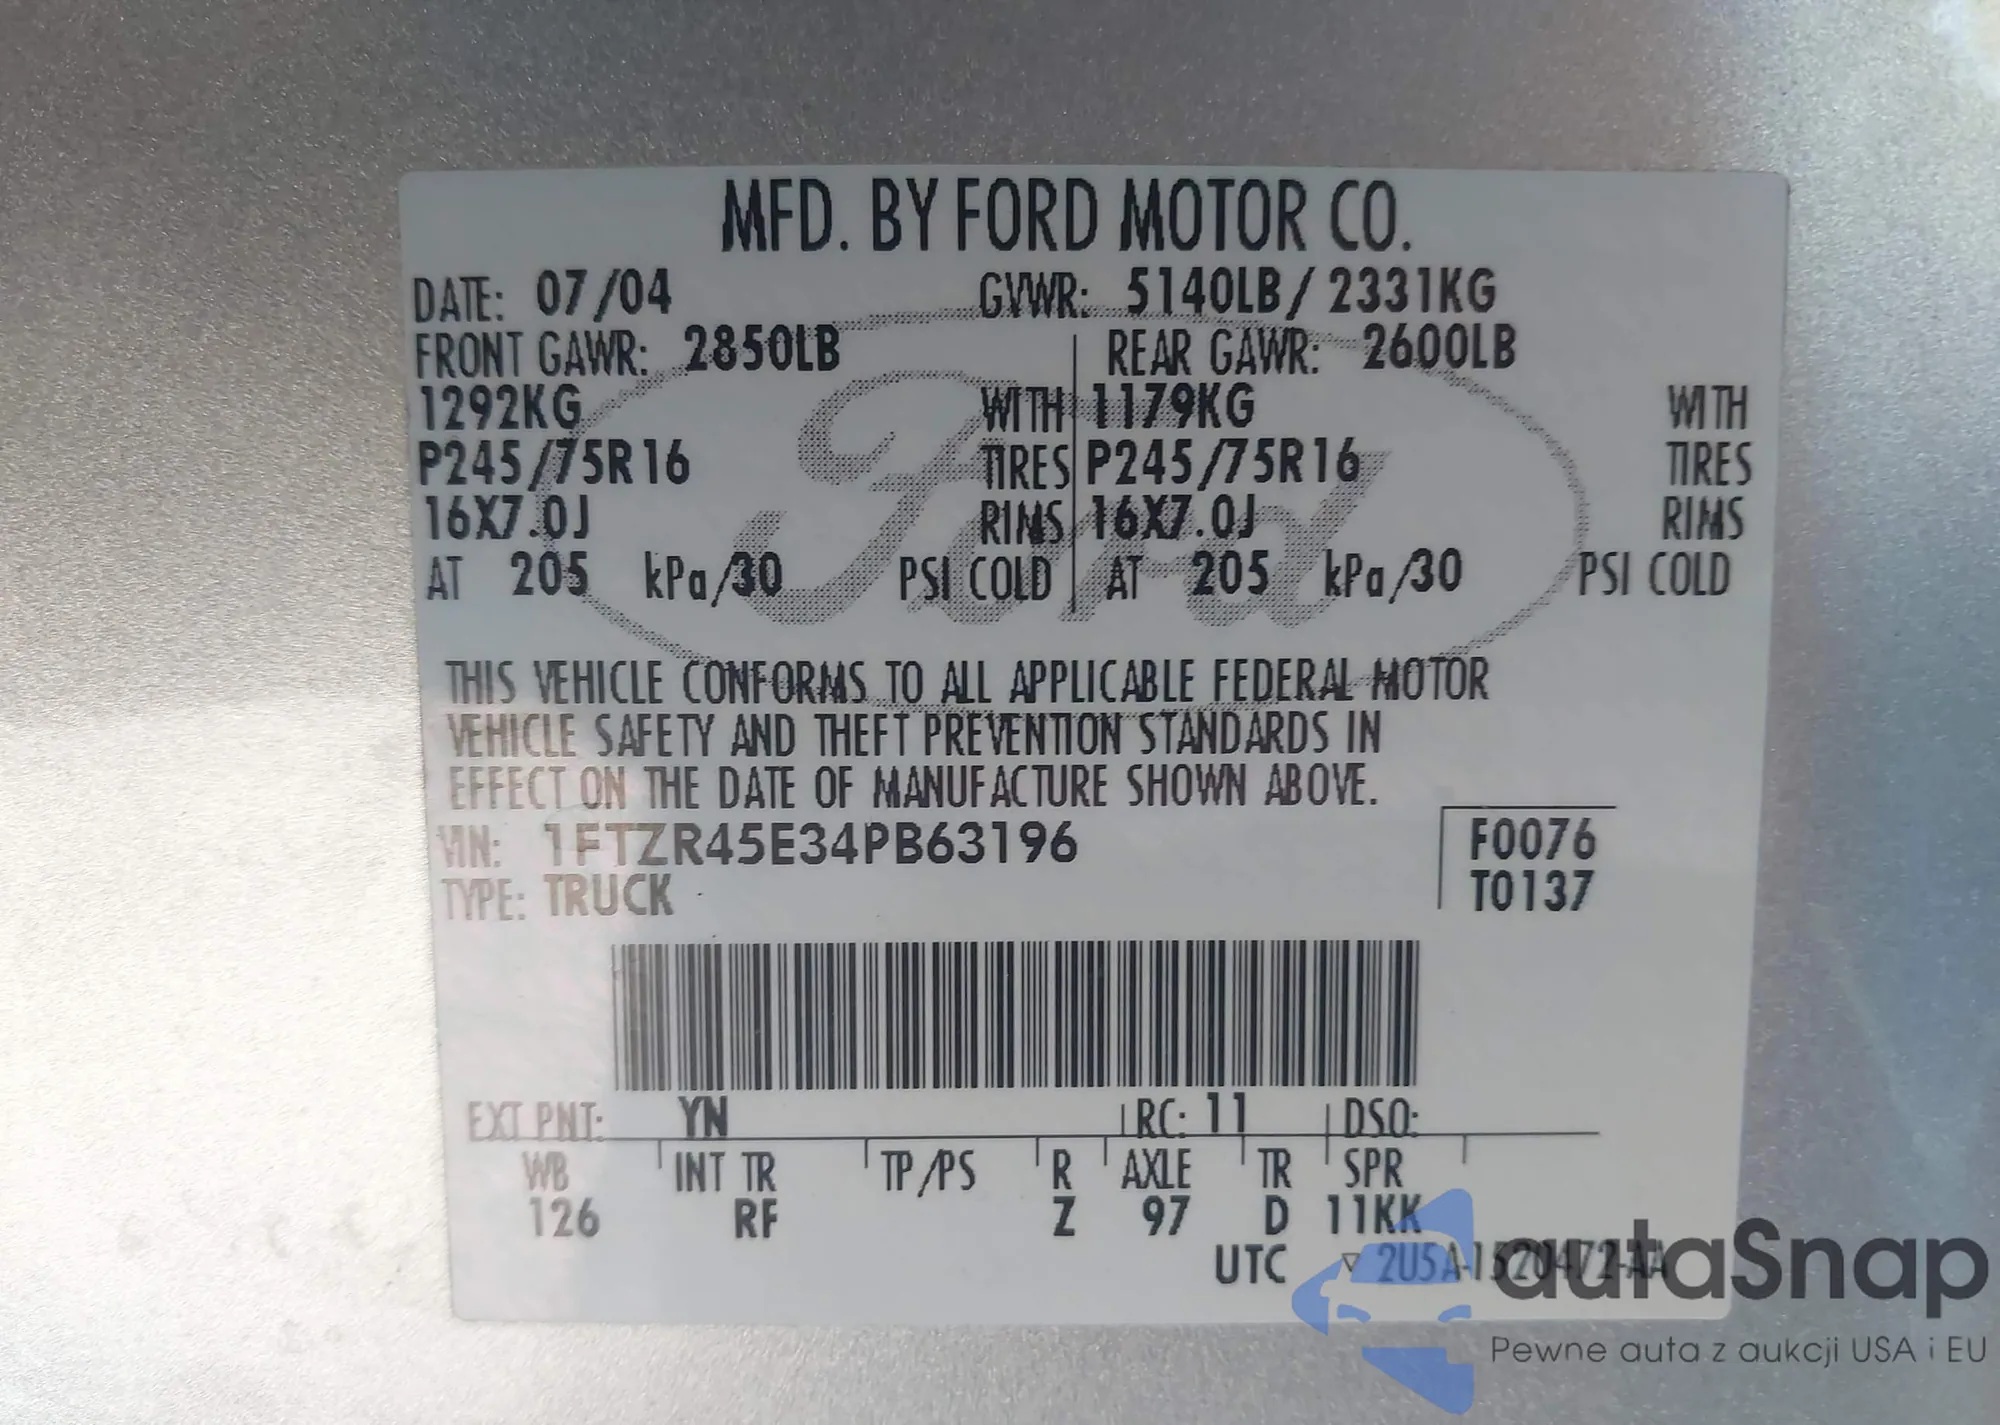 MFD. BY FORD MOTOR CO.
DATE: 07/04 GVWR: 5140LB/2331KG
FRONT GAWR: 2850LB REAR GAWR: 2600LB
1292KG WITH 1179KG WITH
P245/75R16 TIRES P245/75R16 TIRES
16X7.0J RIMS 16X7.0J RIMS
AT 205 kPa/30 PSI COLD AT 205 kPa/30 PSI COLD
Ford
THIS VEHICLE CONFORMS TO ALL APPLICABLE FEDERAL MOTOR
VEHICLE SAFETY AND THEFT PREVENTION STANDARDS IN
EFFECT ON THE DATE OF MANUFACTURE SHOWN ABOVE.
VIN: 1FTZR45E34PB63196 F0076
TYPE: TRUCK T0137
EXT PNT: YN RC: 11 DSO:
WB INT TR TP/PS R AXLE TR SPR
126 RF Z 97 D 11KK
UTC 2U5A-1520472-AA
autaSnap
Pewne auta z aukcji USA i EU